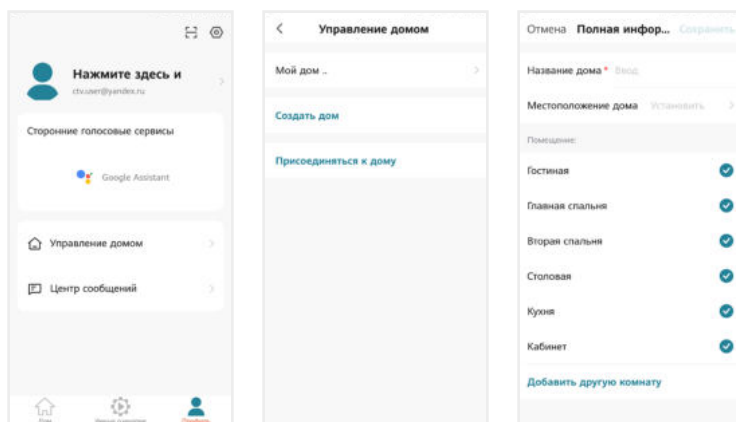 Нажмите здесь и
ctv.user@yandex.ru
Сторонние голосовые сервисы
Google Assistant
Управление домом
Центр сообщений
Дом
Управление домом
Мой дом ..
Создать дом
Присоединяться к дому
Отмена Полная инфор... Сохранить
Название дома * Ввод
Местоположение дома Установить
Помещение:
Гостиная
Главная спальня
Вторая спальня
Столовая
Кухня
Кабинет
Добавить другую комнату